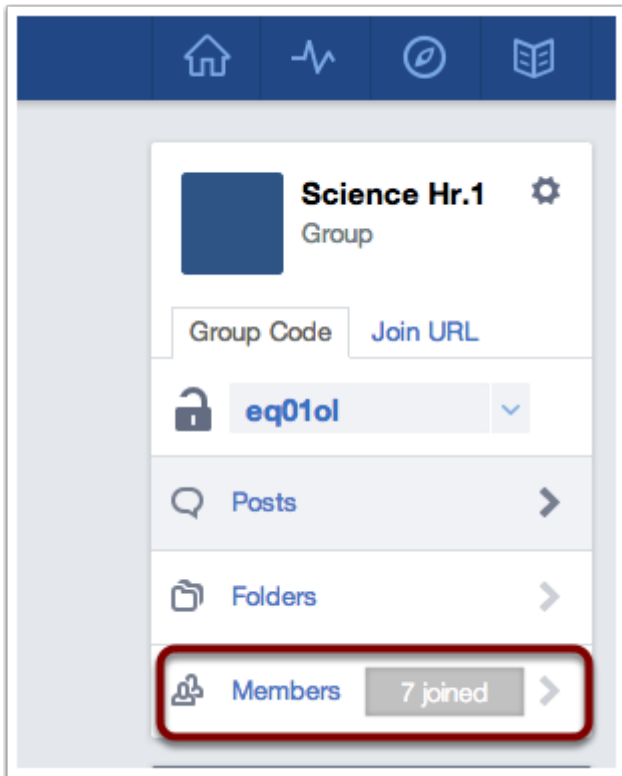 Science Hr.1
Group
Group Code Join URL
eq01ol
Posts
Folders
Members 7 joined